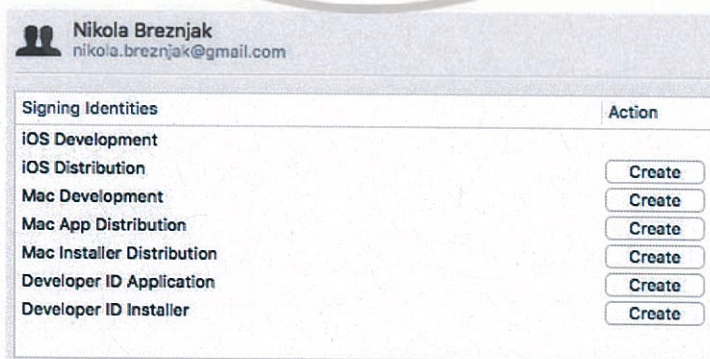 Nikola Breznjak
nikola.breznjak@gmail.com
Signing Identities Action
iOS Development
iOS Distribution Create
Mac Development Create
Mac App Distribution Create
Mac Installer Distribution Create
Developer ID Application Create
Developer ID Installer Create